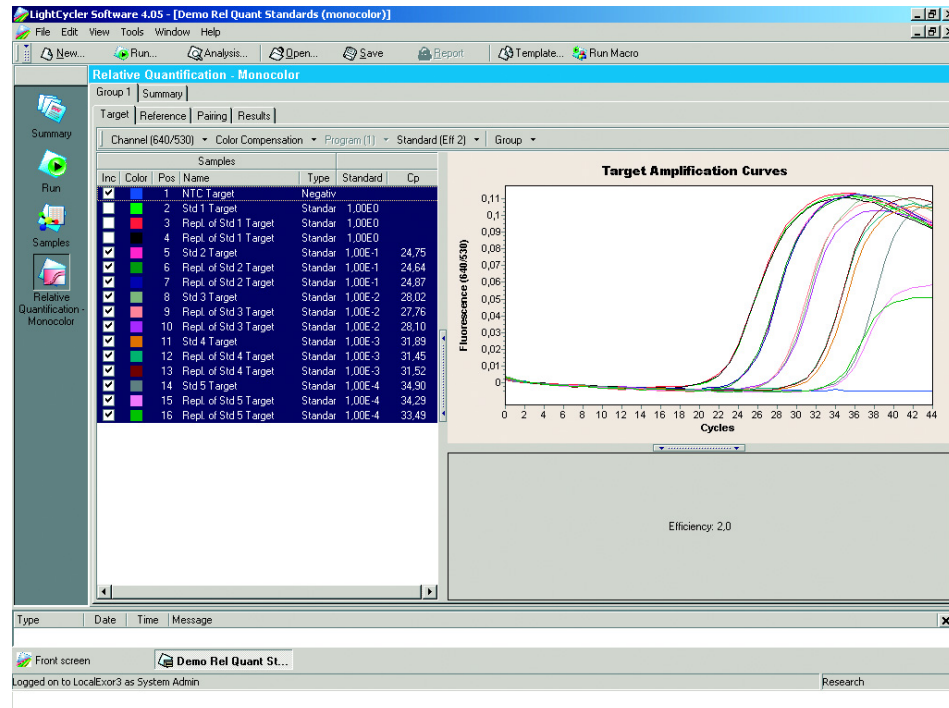 LightCycler Software 4.05 - [Demo Rel Quant Standards (monocolor)]
File Edit View Tools Window Help
New... Run... Analysis... Open... Save Report Template... Run Macro
Relative Quantification - Monocolor
Group 1 Summary
Target Reference Pairing Results
Channel (640/530) Color Compensation Program (1) Standard (Eff 2) Group
Summary
Run
Samples
Relative
Quantification -
Monocolor
Samples
Inc Color Pos Name Type Standard Cp
1 NTC Target Negativ
2 Std 1 Target Standar 1,00E0
3 Repl. of Std 1 Target Standar 1,00E0
4 Repl. of Std 1 Target Standar 1,00E0
5 Std 2 Target Standar 1,00E-1 24,75
6 Repl. of Std 2 Target Standar 1,00E-1 24,64
7 Repl. of Std 2 Target Standar 1,00E-1 24,87
8 Std 3 Target Standar 1,00E-2 28,02
9 Repl. of Std 3 Target Standar 1,00E-2 27,76
10 Repl. of Std 3 Target Standar 1,00E-2 28,10
11 Std 4 Target Standar 1,00E-3 31,89
12 Repl. of Std 4 Target Standar 1,00E-3 31,45
13 Repl. of Std 4 Target Standar 1,00E-3 31,52
14 Std 5 Target Standar 1,00E-4 34,90
15 Repl. of Std 5 Target Standar 1,00E-4 34,29
16 Repl. of Std 5 Target Standar 1,00E-4 33,49
Target Amplification Curves
Fluorescence (640/530)
0,11
0,1
0,09
0,08
0,07
0,06
0,05
0,04
0,03
0,02
0,01
0
0 2 4 6 8 10 12 14 16 18 20 22 24 26 28 30 32 34 36 38 40 42 44
Cycles
Efficiency: 2,0
Type Date Time Message
Front screen Demo Rel Quant St...
Logged on to LocalExor3 as System Admin Research